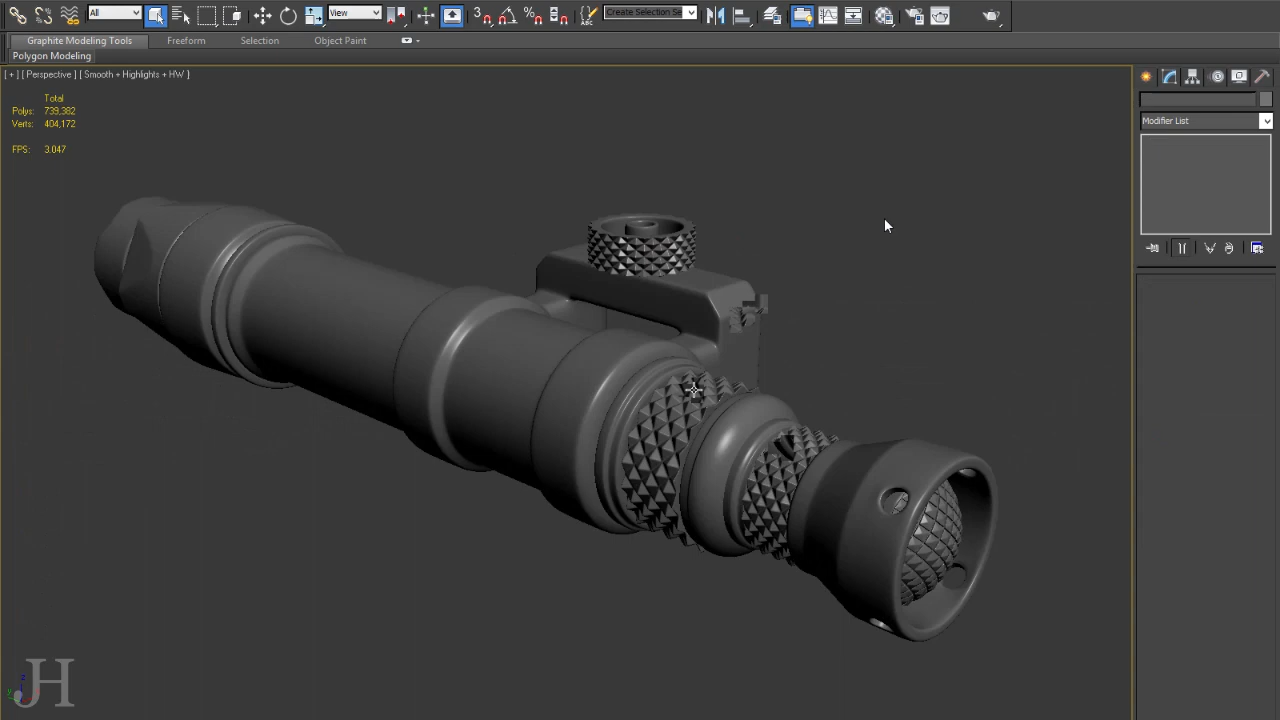 All
View
3
Create Selection Se
Graphite Modeling Tools Freeform Selection Object Paint
Polygon Modeling
[ + ] [ Perspective ] [ Smooth + Highlights + HW ]
Total
Polys: 739,382
Verts: 404,172
FPS: 3.047
Modifier List
JH
z
y